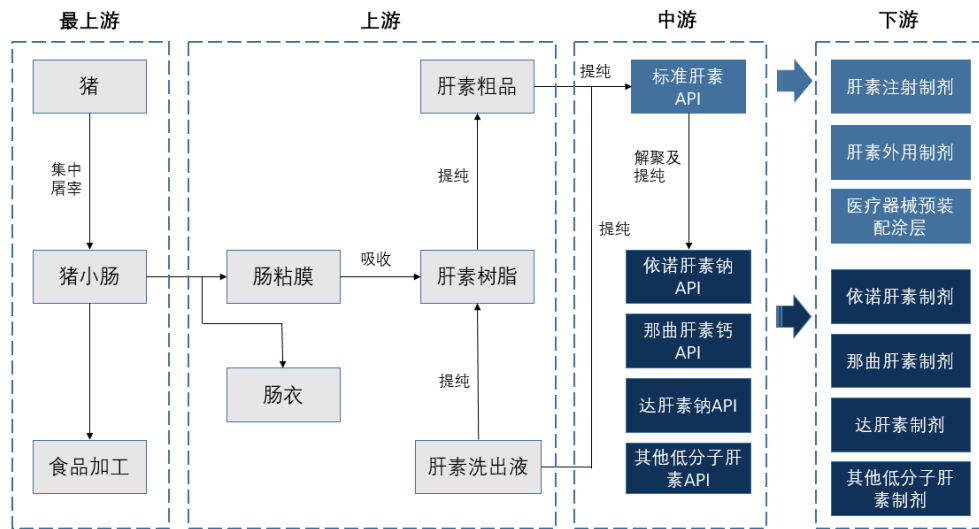 最上游
上游
中游
下游
猪
集中
屠宰
猪小肠
食品加工
肠粘膜
肠衣
吸收
肝素粗品
提纯
肝素树脂
提纯
肝素洗出液
提纯
提纯
标准肝素
API
解聚及
提纯
依诺肝素钠
API
那曲肝素钙
API
达肝素钠API
其他低分子肝
素API
肝素注射制剂
肝素外用制剂
医疗器械预装
配涂层
依诺肝素制剂
那曲肝素制剂
达肝素制剂
其他低分子肝
素制剂